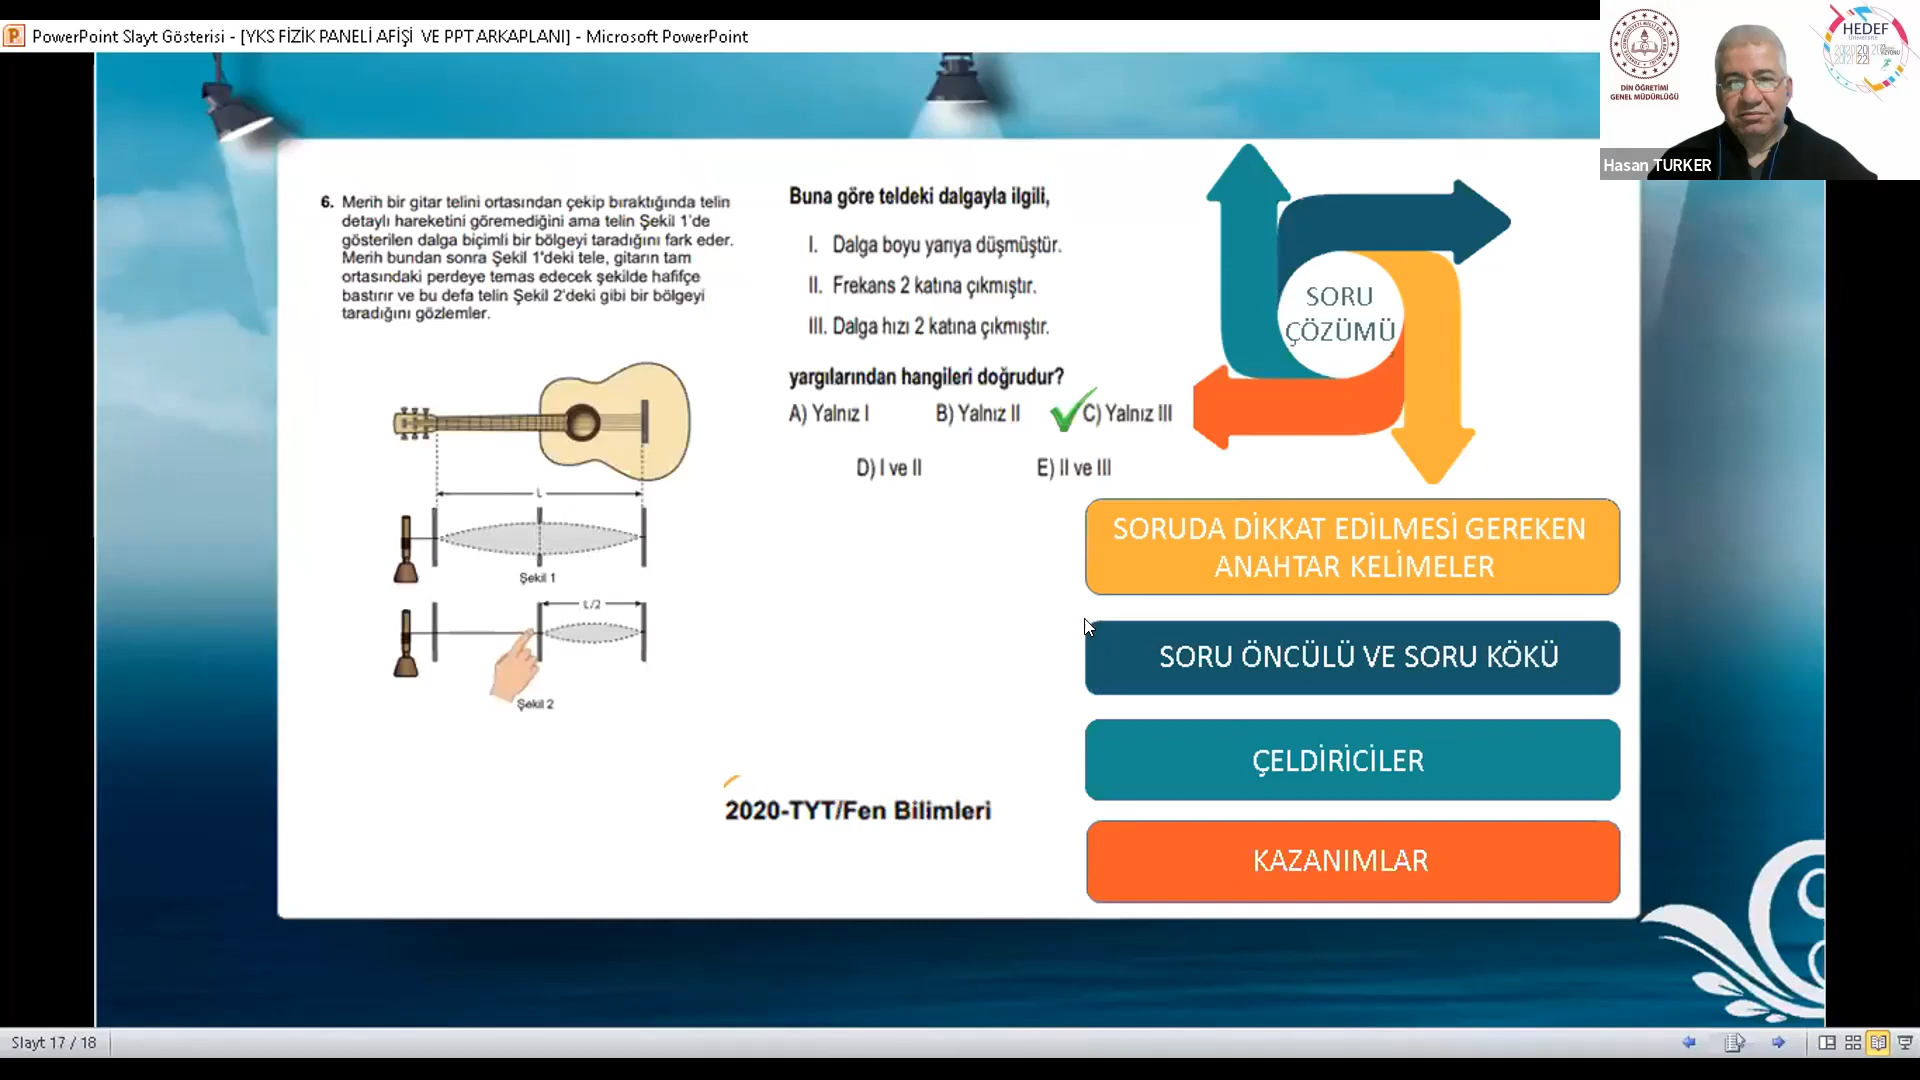 PowerPoint Slayt Gösterisi - [YKS FİZİK PANELİ AFİŞİ  VE PPT ARKAPLANI] - Microsoft PowerPoint
DİN ÖĞRETİMİ
GENEL MÜDÜRLÜĞÜ
HEDEF
Hasan TURKER
6. Merih bir gitar telini ortasından çekip bıraktığında telin
detaylı hareketini göremediğini ama telin Şekil 1'de
gösterilen dalga biçimli bir bölgeyi taradığını fark eder.
Merih bundan sonra Şekil 1'deki tele, gitarın tam
ortasındaki perdeye temas edecek şekilde hafifçe
bastırır ve bu defa telin Şekil 2'deki gibi bir bölgeyi
taradığını gözlemler.
L
Şekil 1
L/2
Şekil 2
Buna göre teldeki dalgayla ilgili,
I. Dalga boyu yarıya düşmüştür.
II. Frekans 2 katına çıkmıştır.
III. Dalga hızı 2 katına çıkmıştır.
yargılarından hangileri doğrudur?
A) Yalnız I B) Yalnız II C) Yalnız III
D) I ve II E) II ve III
2020-TYT/Fen Bilimleri
SORU
ÇÖZÜMÜ
SORUDA DİKKAT EDİLMESİ GEREKEN
ANAHTAR KELİMELER
SORU ÖNCÜLÜ VE SORU KÖKÜ
ÇELDİRİCİLER
KAZANIMLAR
Slayt 17 / 18